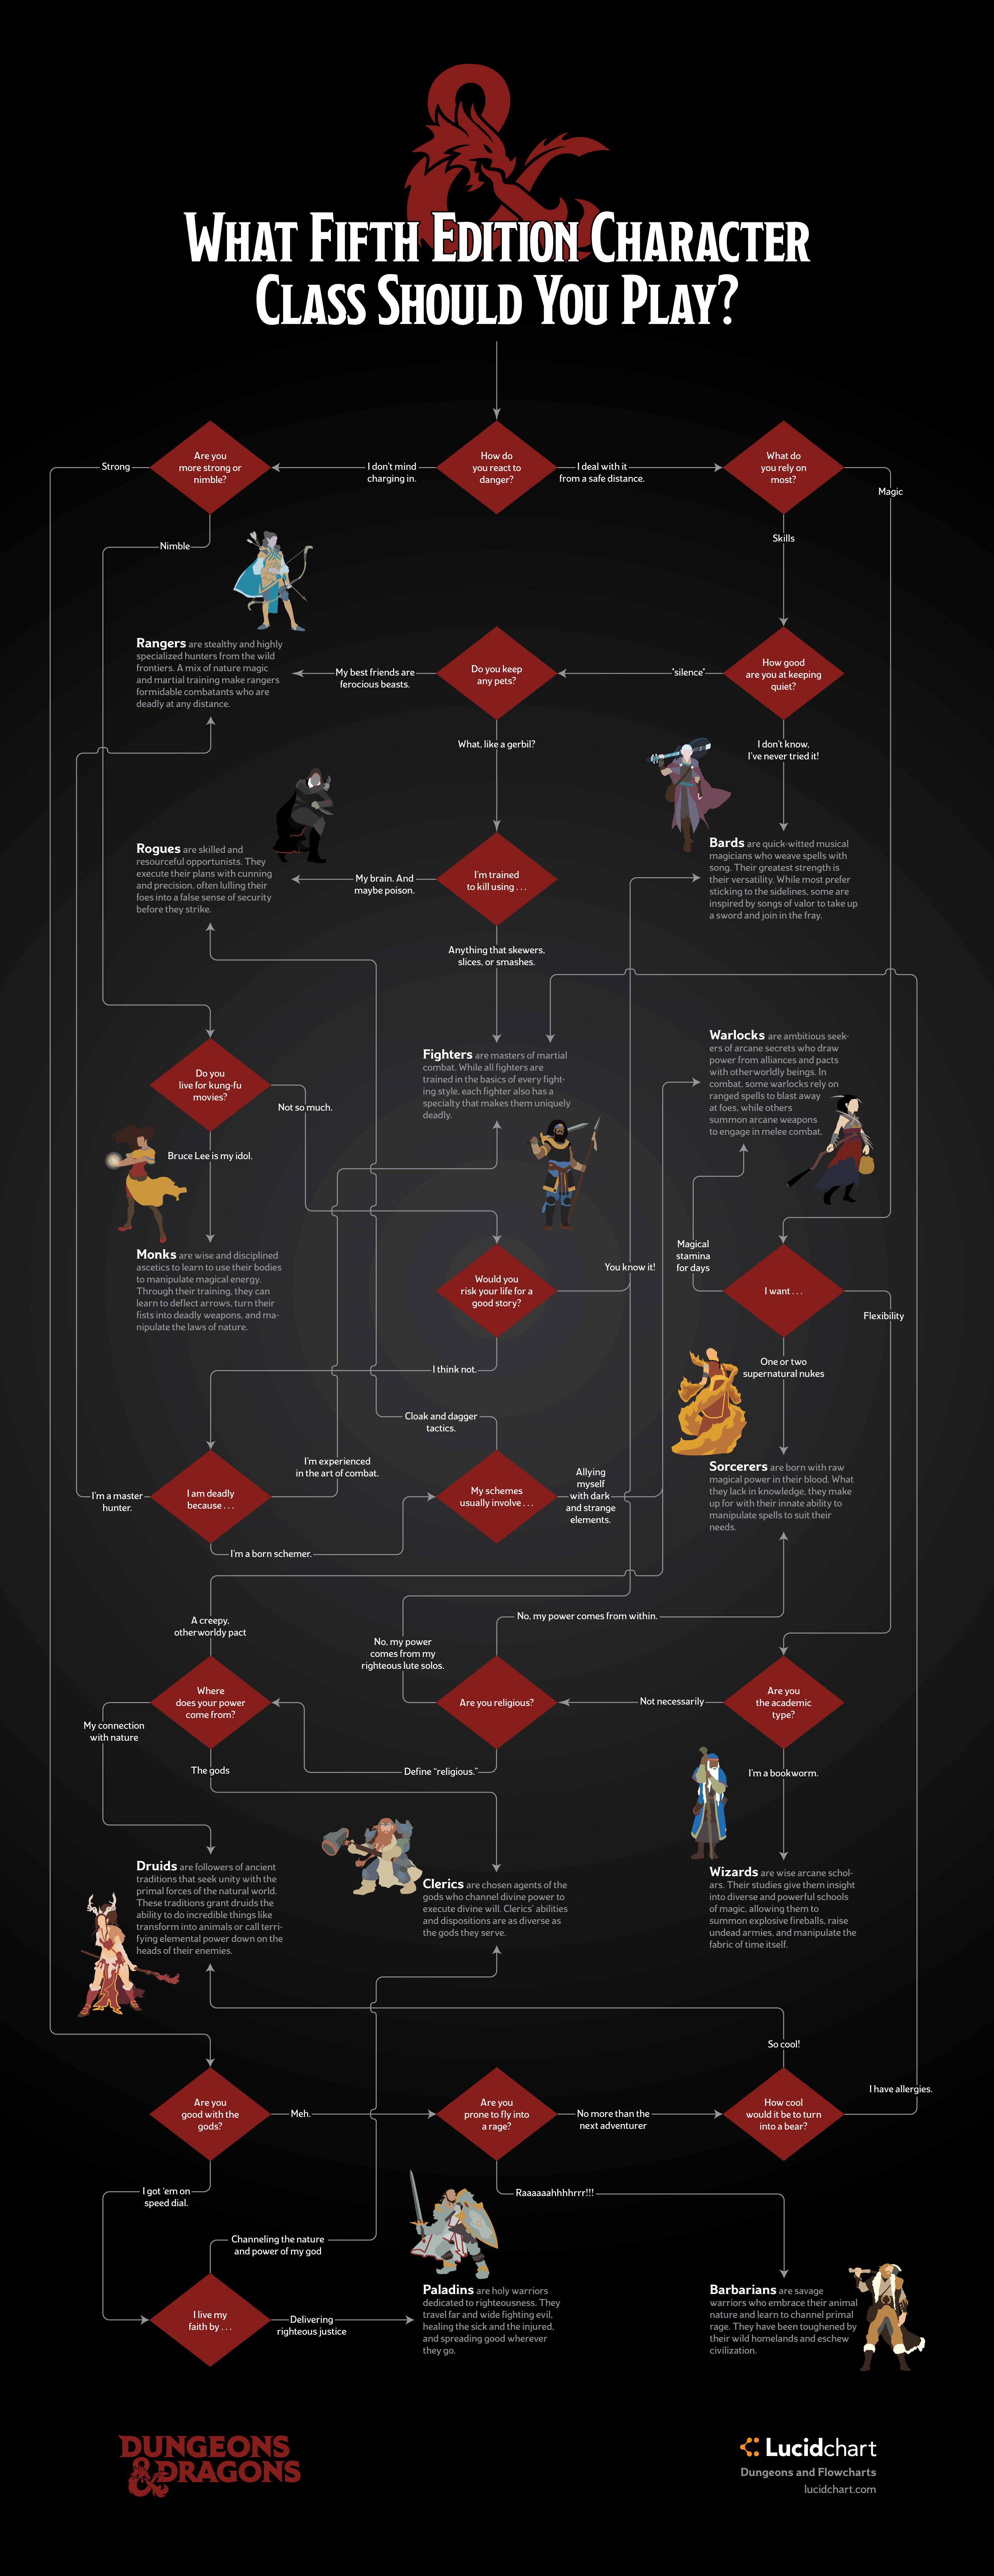 WHAT FIFTH EDITION CHARACTER
CLASS SHOULD YOU PLAY?
Are you
more strong or
nimble?
Strong
I don't mind
charging in.
How do
you react to
danger?
I deal with it
from a safe distance.
What do
you rely on
most?
Magic
Skills
Nimble
Rangers are stealthy and highly
specialized hunters from the wild
frontiers. A mix of nature magic
and martial training make rangers
formidable combatants who are
deadly at any distance.
My best friends are
ferocious beasts.
Do you keep
any pets?
"silence"
How good
are you at keeping
quiet?
What, like a gerbil?
I don't know,
I've never tried it!
Rogues are skilled and
resourceful opportunists. They
execute their plans with cunning
and precision, often lulling their
foes into a false sense of security
before they strike.
My brain. And
maybe poison.
I'm trained
to kill using . . .
Bards are quick-witted musical
magicians who weave spells with
song. Their greatest strength is
their versatility. While most prefer
sticking to the sidelines, some are
inspired by songs of valor to take up
a sword and join in the fray.
Anything that skewers,
slices, or smashes.
Do you
live for kung-fu
movies?
Not so much.
Bruce Lee is my idol.
Fighters are masters of martial
combat. While all fighters are
trained in the basics of every fight-
ing style, each fighter also has a
specialty that makes them uniquely
deadly.
Warlocks are ambitious seek-
ers of arcane secrets who draw
power from alliances and pacts
with otherworldly beings. In
combat, some warlocks rely on
ranged spells to blast away
at foes, while others
summon arcane weapons
to engage in melee combat.
Monks are wise and disciplined
ascetics to learn to use their bodies
to manipulate magical energy.
Through their training, they can
learn to deflect arrows, turn their
fists into deadly weapons, and ma-
nipulate the laws of nature.
Would you
risk your life for a
good story?
You know it!
Magical
stamina
for days
I want . . .
Flexibility
I think not.
One or two
supernatural nukes
Cloak and dagger
tactics.
I'm experienced
in the art of combat.
I'm a master
hunter.
I am deadly
because . . .
My schemes
usually involve . . .
Allying
myself
with dark
and strange
elements.
Sorcerers are born with raw
magical power in their blood. What
they lack in knowledge, they make
up for with their innate ability to
manipulate spells to suit their
needs.
I'm a born schemer.
A creepy,
otherworldy pact
No, my power comes from within.
No, my power
comes from my
righteous lute solos.
Where
does your power
come from?
Are you religious?
Not necessarily
Are you
the academic
type?
My connection
with nature
The gods
Define "religious."
I'm a bookworm.
Druids are followers of ancient
traditions that seek unity with the
primal forces of the natural world.
These traditions grant druids the
ability to do incredible things like
transform into animals or call terri-
fying elemental power down on the
heads of their enemies.
Clerics are chosen agents of the
gods who channel divine power to
execute divine will. Clerics' abilities
and dispositions are as diverse as
the gods they serve.
Wizards are wise arcane schol-
ars. Their studies give them insight
into diverse and powerful schools
of magic, allowing them to
summon explosive fireballs, raise
undead armies, and manipulate the
fabric of time itself.
So cool!
Are you
good with the
gods?
Meh.
Are you
prone to fly into
a rage?
No more than the
next adventurer
How cool
would it be to turn
into a bear?
I have allergies.
I got 'em on
speed dial.
Raaaaaahhhhrrr!!!
Channeling the nature
and power of my god
I live my
faith by . . .
Delivering
righteous justice
Paladins are holy warriors
dedicated to righteousness. They
travel far and wide fighting evil,
healing the sick and the injured,
and spreading good wherever
they go.
Barbarians are savage
warriors who embrace their animal
nature and learn to channel primal
rage. They have been toughened by
their wild homelands and eschew
civilization.
DUNGEONS
& DRAGONS
Lucidchart
Dungeons and Flowcharts
lucidchart.com